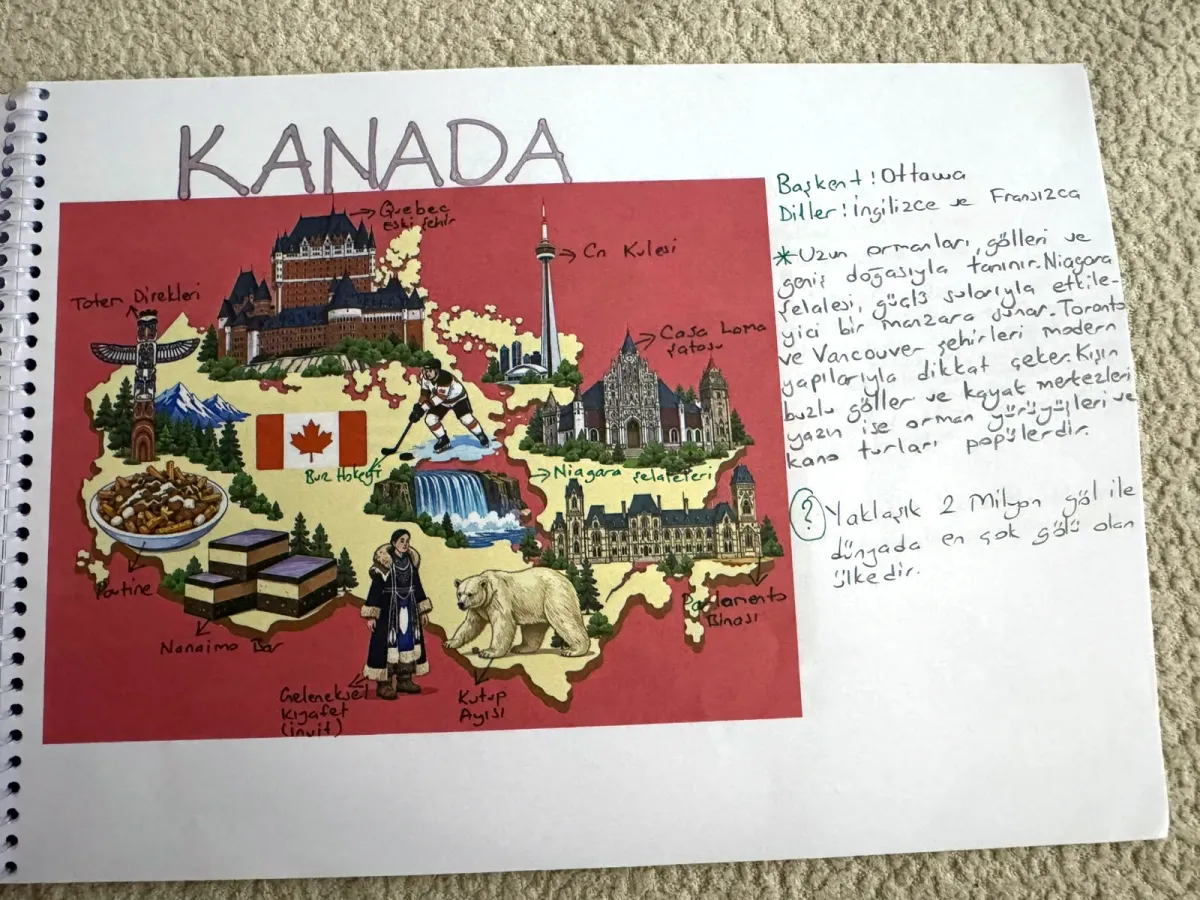 KANADA
Quebec
eski şehir
Cn Kulesi
Totem Direkleri
Casa Loma
şatosu
Buz Hokeyi
Niagara şelaleleri
Poutine
Nanaimo Bar
Parlamento
Binası
Geleneksel
Kıyafet
(inuit)
Kutup
Ayısı
Başkent: Ottawa
Diller: İngilizce ve Fransızca
*Uzun ormanları, gölleri ve
geniş doğasıyla tanınır. Niagara
şelalesi, güçlü sularıyla etkile-
yici bir manzara sunar. Toronto
ve Vancouver şehirleri modern
yapılarıyla dikkat çeker. Kışın
buzlu göller ve kayak merkezleri
yazın ise orman yürüyüşleri ve
kano turları popülerdir.
? Yaklaşık 2 Milyon göl ile
dünyada en çok gölü olan
ülkedir.